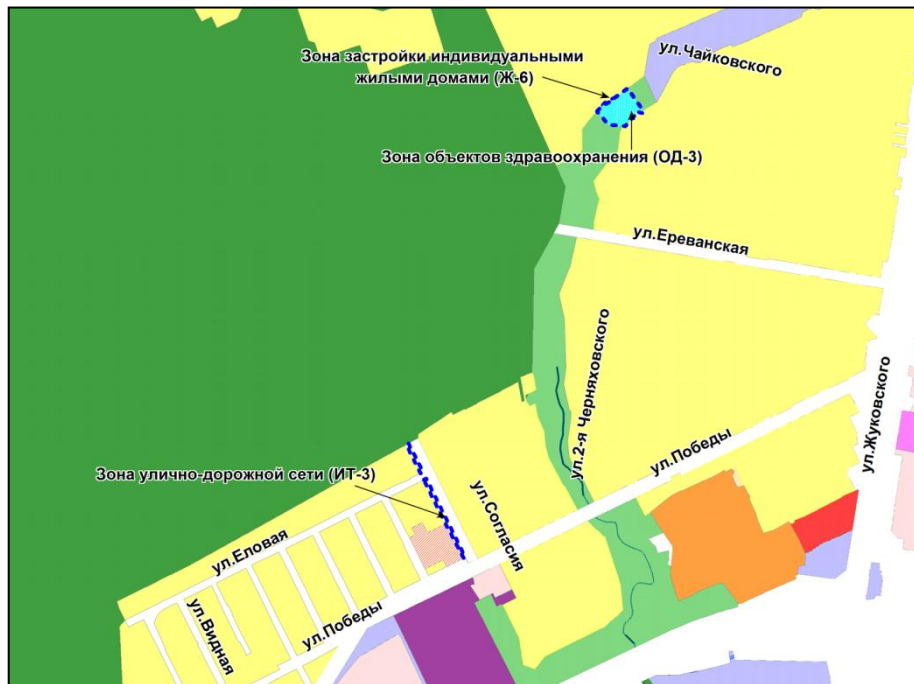 ул.Чайковского
Зона застройки индивидуальными
жилыми домами (Ж-6)
Зона объектов здравоохранения (ОД-3)
ул.Ереванская
ул.2-я Черняховского
ул.Жуковского
ул.Победы
Зона улично-дорожной сети (ИТ-3)
ул.Согласия
ул.Еловая
ул.Победы
ул.Видная